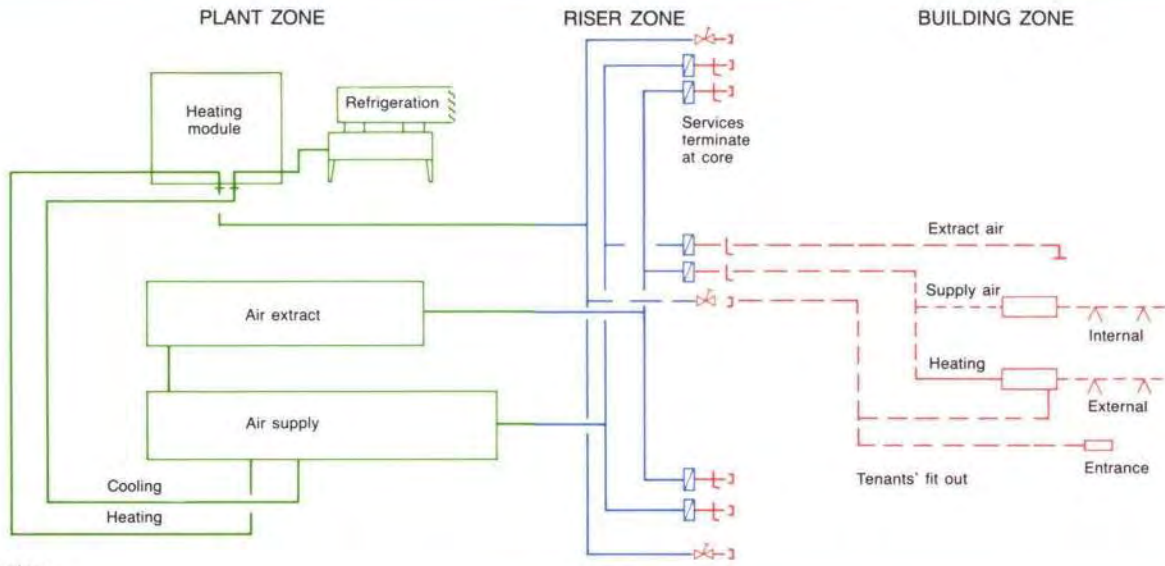 PLANT ZONE
RISER ZONE
BUILDING ZONE
Heating
module
Refrigeration
Services
terminate
at core
Extract air
Supply air
Internal
Heating
External
Entrance
Tenants' fit out
Air extract
Air supply
Cooling
Heating